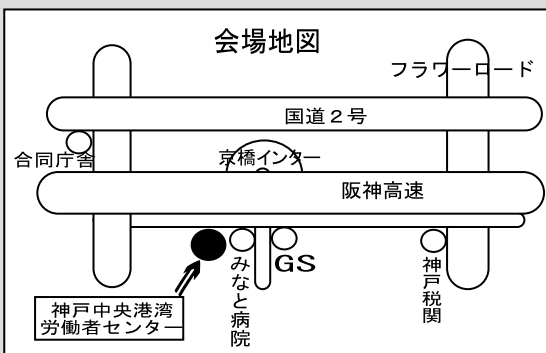 会場地図
フラワーロード
国道２号
合同庁舎
京橋インター
阪神高速
みなと病院
GS
神戸税関
神戸中央港湾
労働者センター